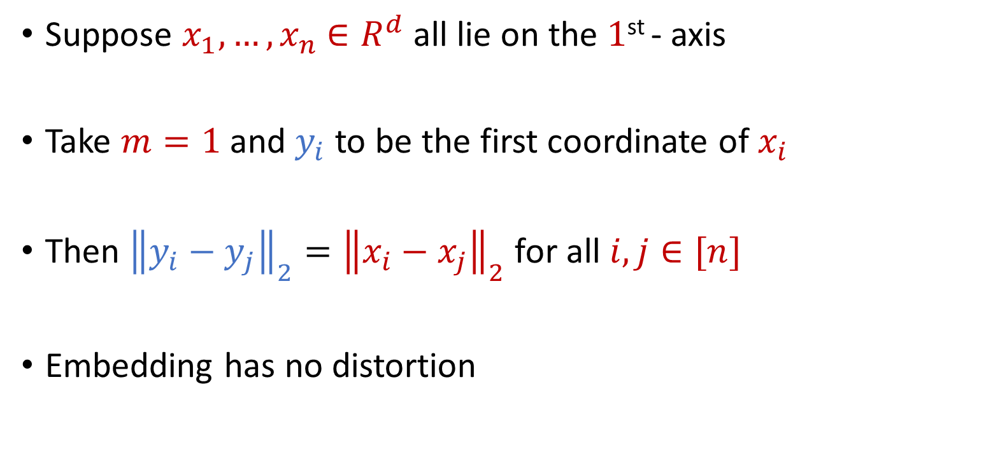 • Suppose $x_1, \ldots, x_n \in R^d$ all lie on the $1^{\text{st}}$- axis
• Take $m = 1$ and $y_i$ to be the first coordinate of $x_i$
• Then $\|y_i - y_j\|_2 = \|x_i - x_j\|_2$ for all $i, j \in [n]$
• Embedding has no distortion